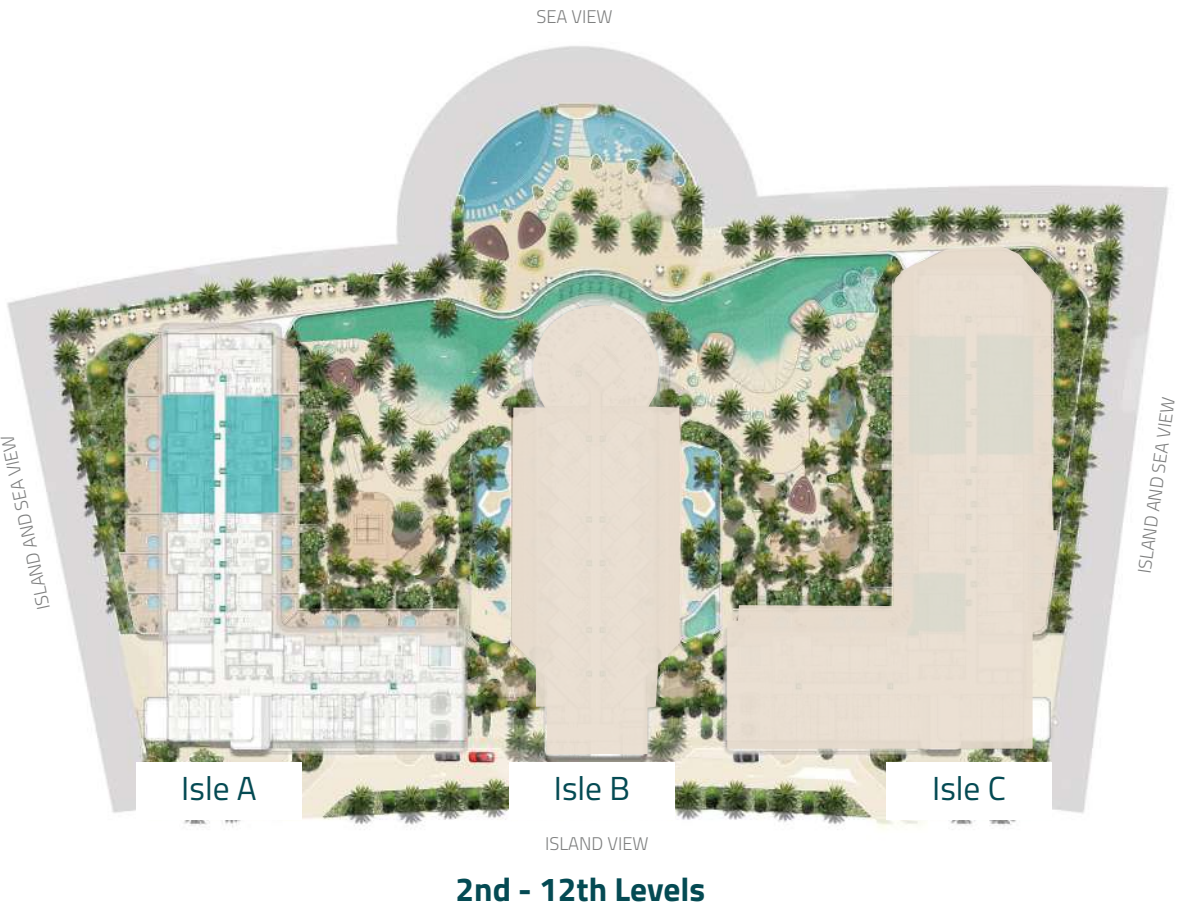 SEA VIEW
ISLAND AND SEA VIEW
ISLAND AND SEA VIEW
Isle A
Isle B
Isle C
ISLAND VIEW
2nd - 12th Levels